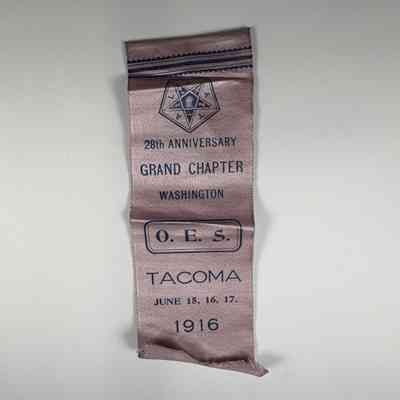 28th ANNIVERSARY
GRAND CHAPTER
WASHINGTON
O. E. S.
TACOMA
JUNE 15, 16, 17.
1916